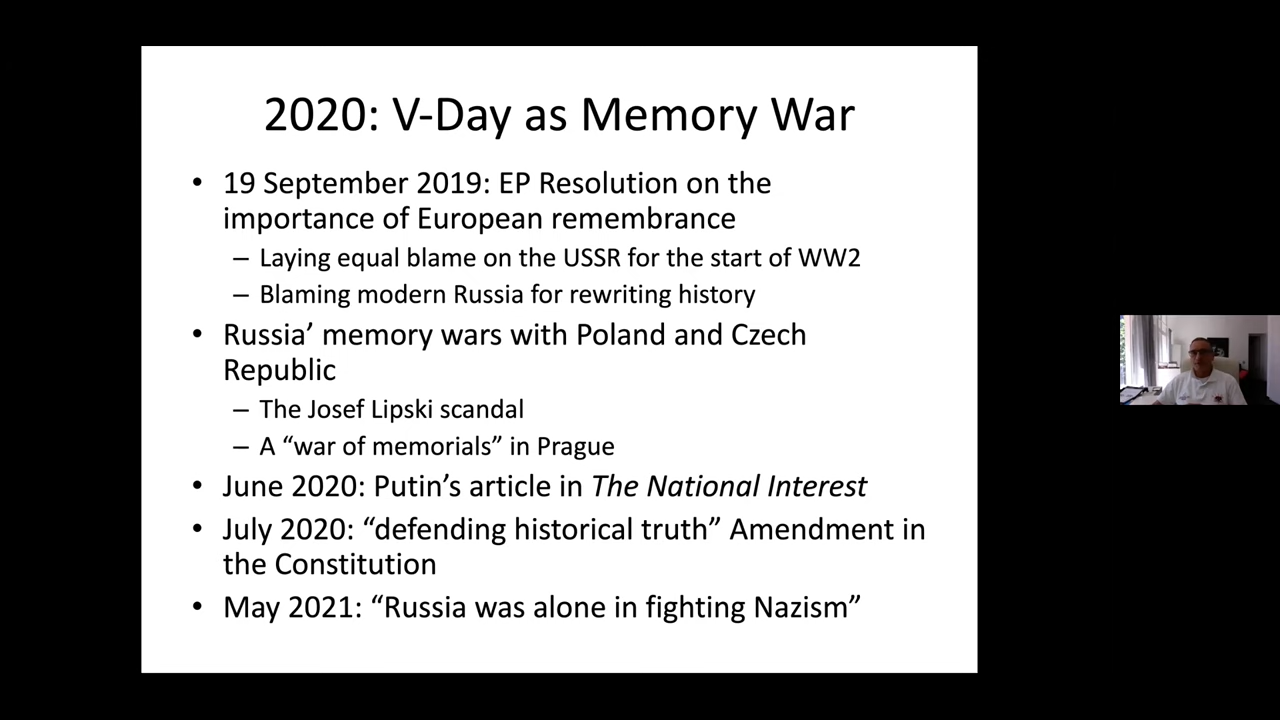 2020: V-Day as Memory War
• 19 September 2019: EP Resolution on the
importance of European remembrance
– Laying equal blame on the USSR for the start of WW2
– Blaming modern Russia for rewriting history
• Russia’ memory wars with Poland and Czech
Republic
– The Josef Lipski scandal
– A “war of memorials” in Prague
• June 2020: Putin’s article in The National Interest
• July 2020: “defending historical truth” Amendment in
the Constitution
• May 2021: “Russia was alone in fighting Nazism”